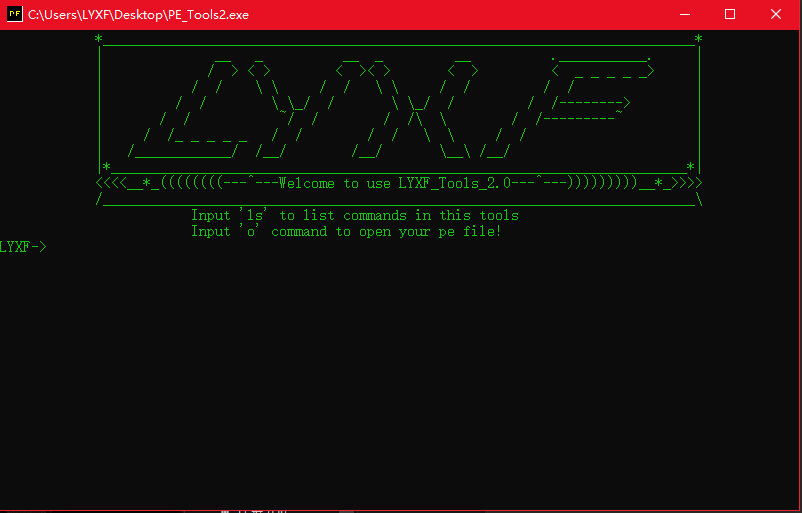 C:\Users\LYXF\Desktop\PE_Tools2.exe
LYXF
<<<<__*_((((((((---^---Welcome to use LYXF_Tools_2.0---^---)))))))))__*_>>>>
Input 'ls' to list commands in this tools
Input 'o' command to open your pe file!
LYXF->